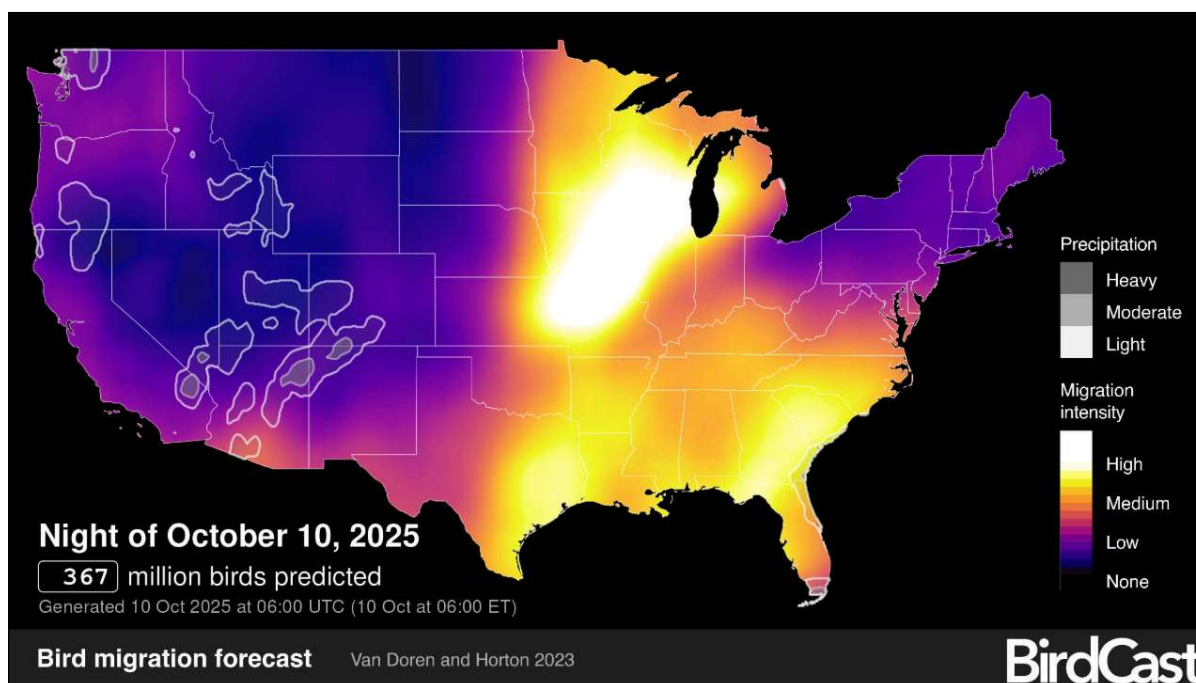 Precipitation
Heavy
Moderate
Light
Migration
intensity
High
Medium
Low
None
Night of October 10, 2025
367 million birds predicted
Generated 10 Oct 2025 at 06:00 UTC (10 Oct at 06:00 ET)
Bird migration forecast Van Doren and Horton 2023
BirdCast